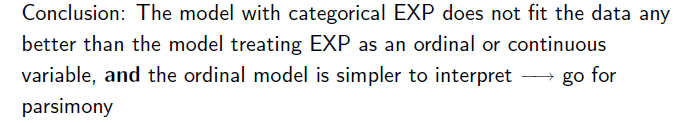 Conclusion: The model with categorical EXP does not fit the data any
better than the model treating EXP as an ordinal or continuous
variable, and the ordinal model is simpler to interpret ⟶ go for
parsimony